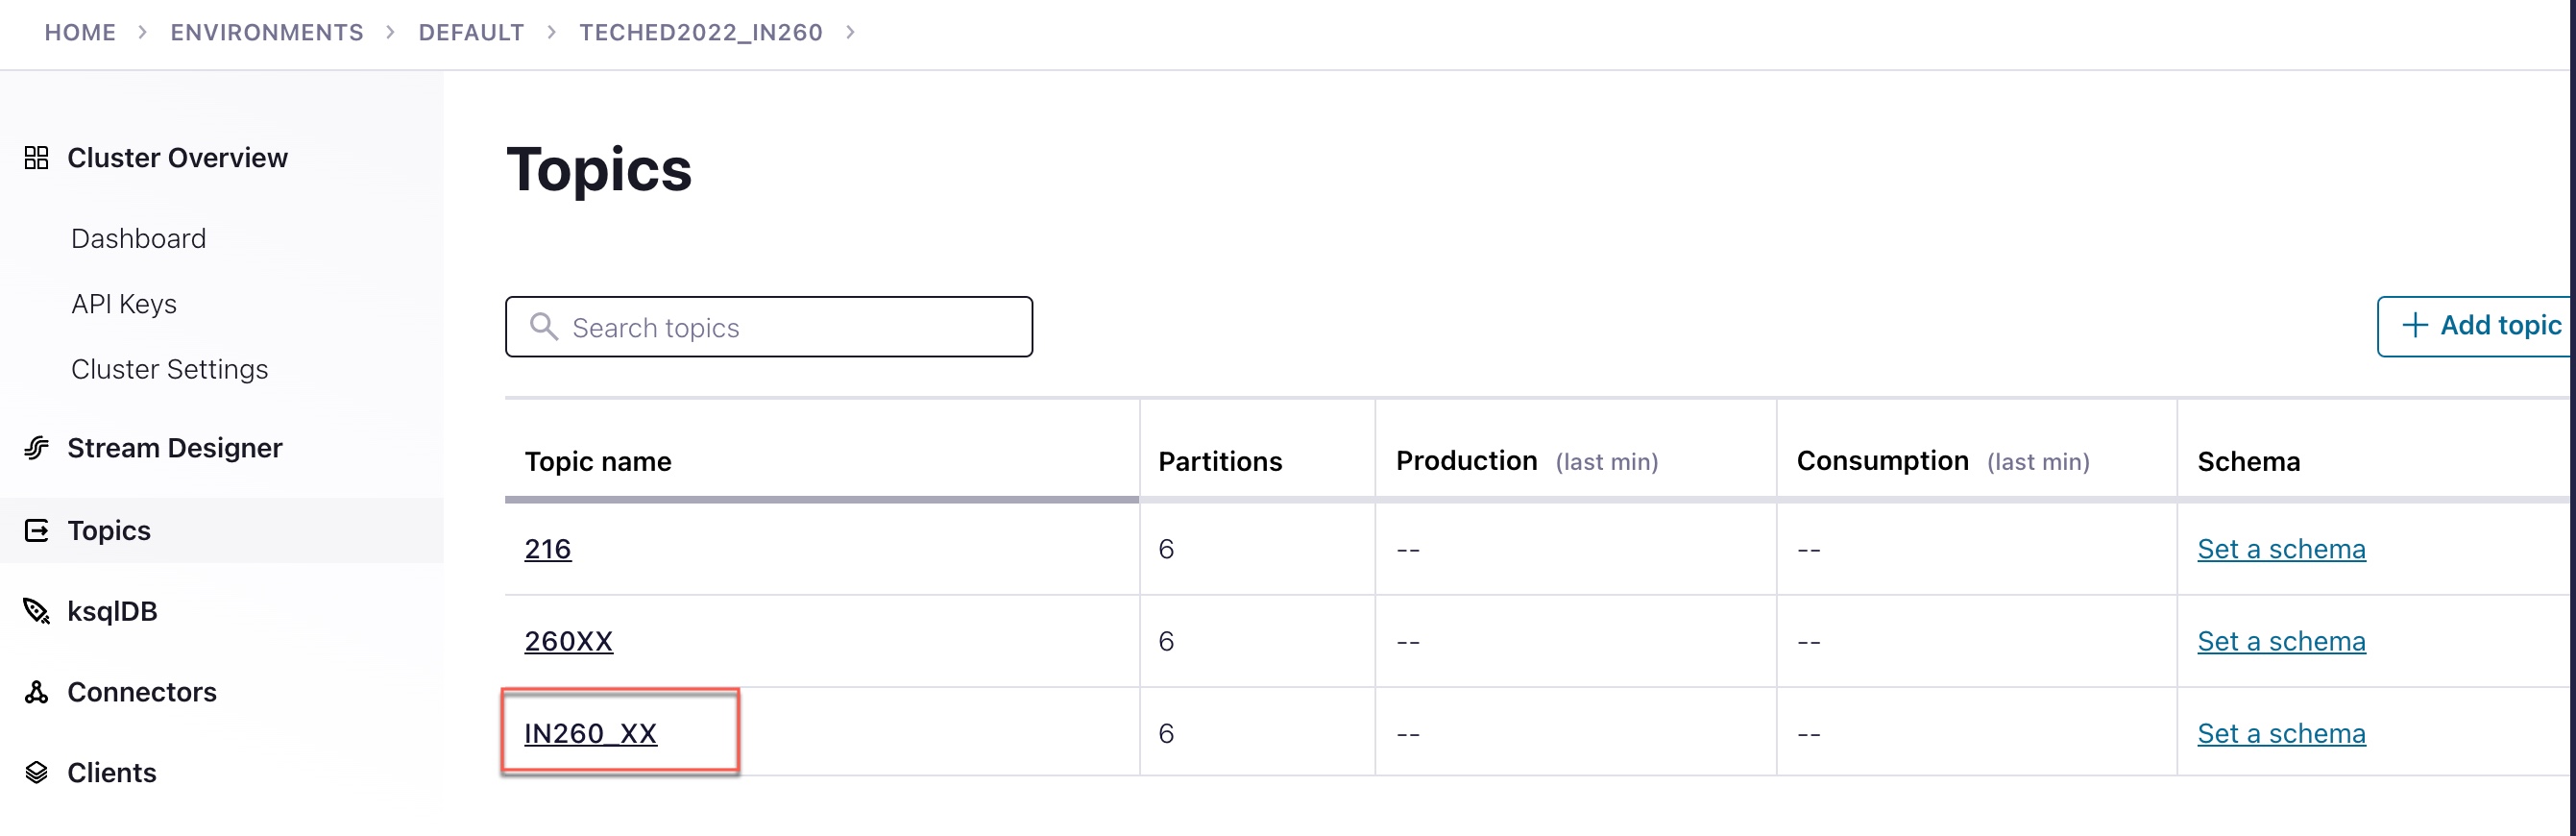 HOME > ENVIRONMENTS > DEFAULT > TECHED2022_IN260 >
Cluster Overview
Dashboard
API Keys
Cluster Settings
Stream Designer
Topics
ksqlDB
Connectors
Clients
Topics
Search topics
+ Add topic
Topic name Partitions Production (last min) Consumption (last min) Schema
216 6 -- -- Set a schema
260XX 6 -- -- Set a schema
IN260_XX 6 -- -- Set a schema